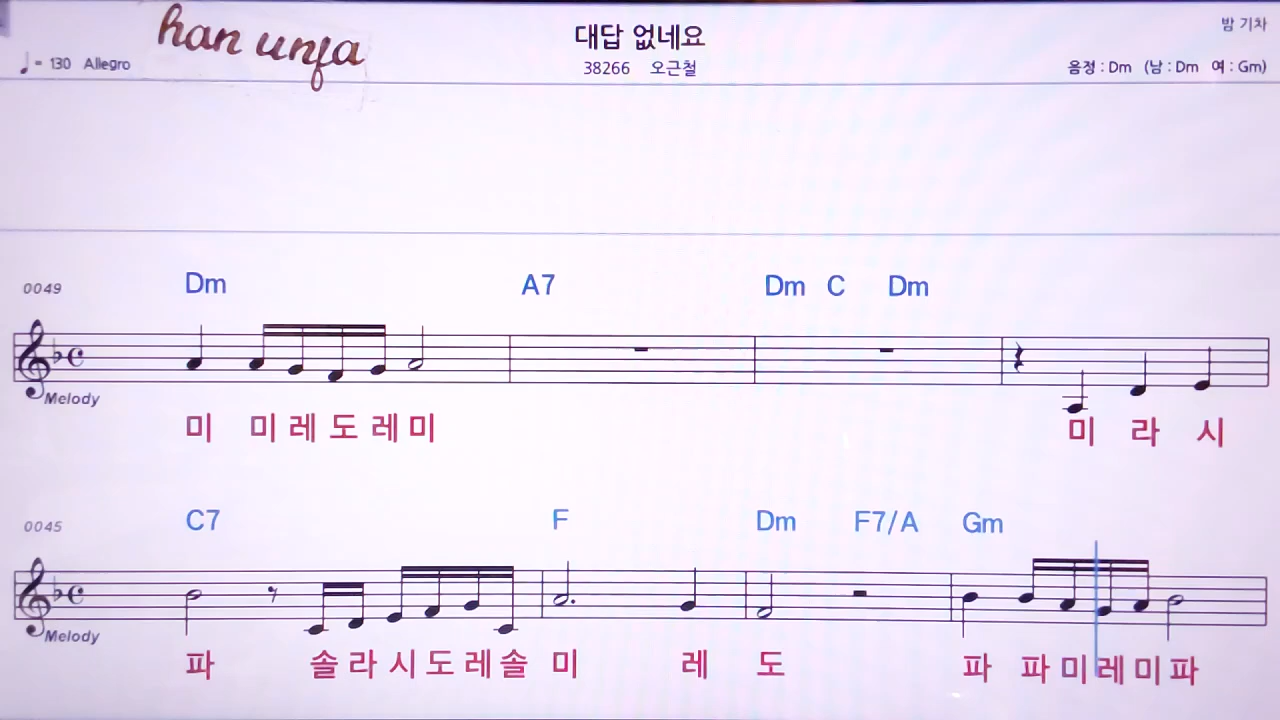 han unfa
대답 없네요
밤 기차
♩= 130 Allegro
38266 오근철
음정 : Dm (남 : Dm 여 : Gm)
0049
Dm A7 Dm C Dm
Melody
미 미 레 도 레 미 미 라 시
0045
C7 F Dm F7/A Gm
Melody
파 솔 라 시 도 레 솔 미 레 도 파 파 미 레 미 파